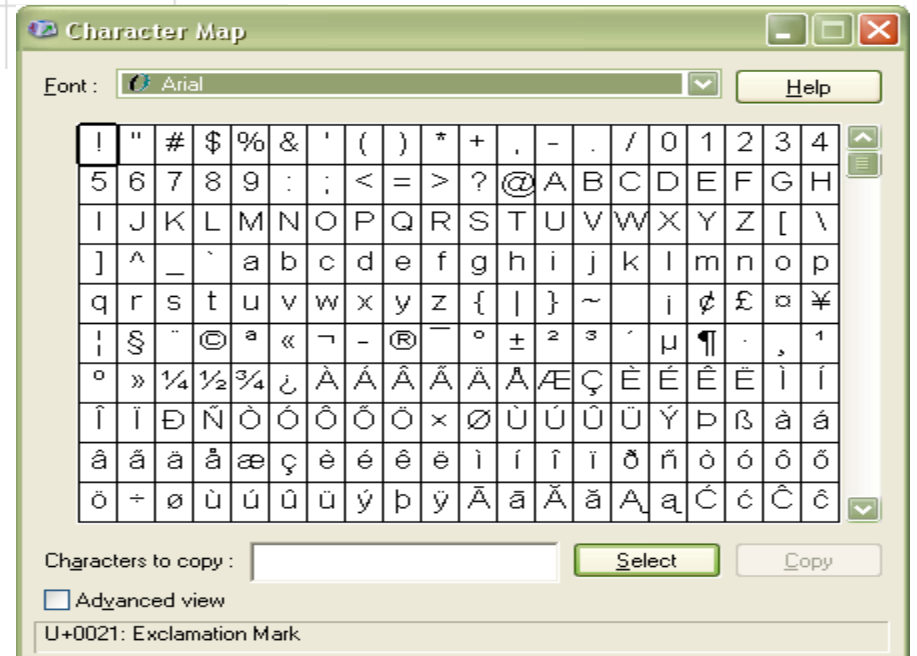 Character Map
Font : Arial Help
! " # $ % & ' ( ) * + , - . / 0 1 2 3 4
5 6 7 8 9 : ; < = > ? @ A B C D E F G H
I J K L M N O P Q R S T U V W X Y Z [ \
] ^ _ ` a b c d e f g h i j k l m n o p
q r s t u v w x y z { | } ~ ¡ ¢ £ ¤ ¥
¦ § ¨ © ª « ¬ - ® ¯ ° ± ² ³ ´ µ ¶ · ¸ ¹
º » ¼ ½ ¾ ¿ À Á Â Ã Ä Å Æ Ç È É Ê Ë Ì Í
Î Ï Ð Ñ Ò Ó Ô Õ Ö × Ø Ù Ú Û Ü Ý Þ ß à á
â ã ä å æ ç è é ê ë ì í î ï ð ñ ò ó ô õ
ö ÷ ø ù ú û ü ý þ ÿ Ā ā Ă ă Ą ą Ć ć Ĉ ĉ
Characters to copy : Select Copy
Advanced view
U+0021: Exclamation Mark